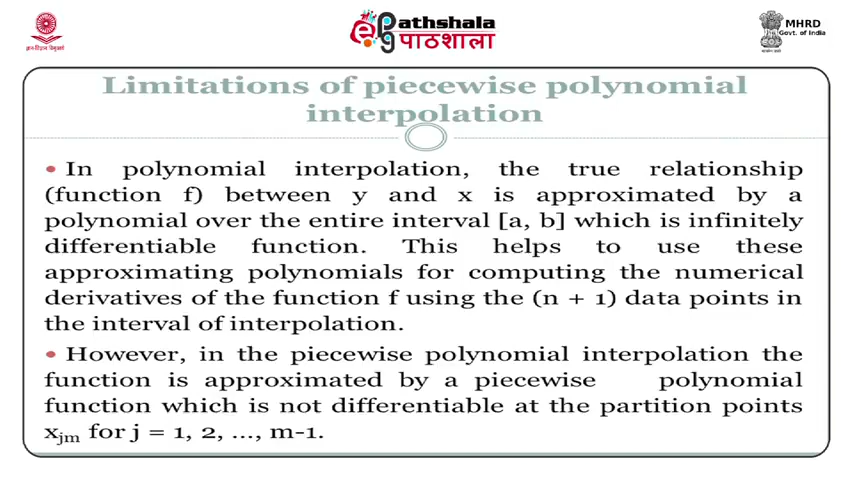 Pathshala
पाठशाला
MHRD
Govt. of India
Limitations of piecewise polynomial
interpolation
• In polynomial interpolation, the true relationship
(function f) between y and x is approximated by a
polynomial over the entire interval [a, b] which is infinitely
differentiable function. This helps to use these
approximating polynomials for computing the numerical
derivatives of the function f using the (n + 1) data points in
the interval of interpolation.
• However, in the piecewise polynomial interpolation the
function is approximated by a piecewise polynomial
function which is not differentiable at the partition points
xjm for j = 1, 2, ..., m-1.